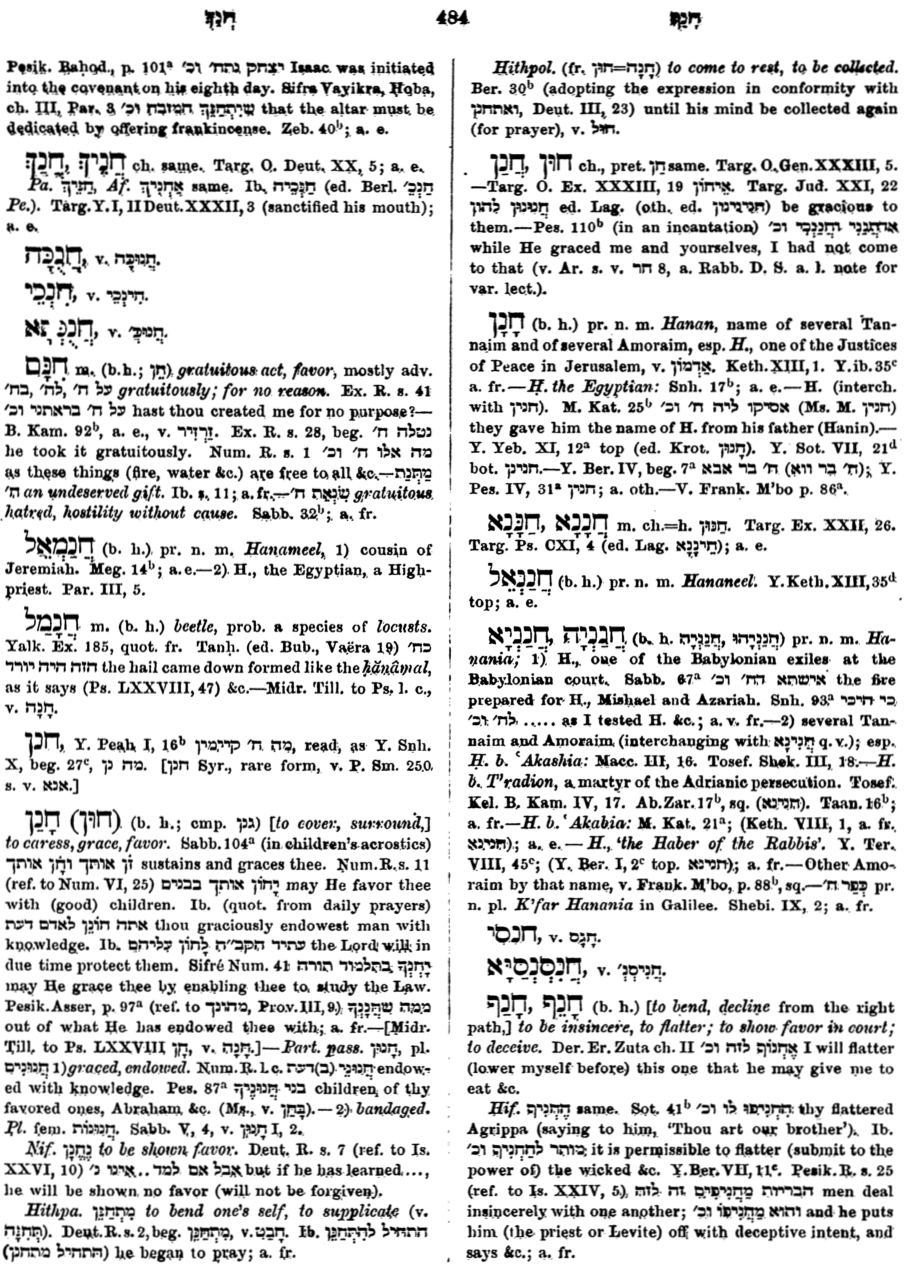 חָנַךְ 484 חָנַף
Pesik. Bahod., p. 101ᵃ יצחק נתח׳ וכ׳ Isaac was initiated
into the covenant on his eighth day. Sifra Vayikra, Hoba,
ch. III, Par. 3 שֶׁיִּתְחַנֵּךְ המזבח וכ׳ that the altar must be
dedicated by offering frankincense. Zeb. 40ᵇ; a. e.
חֲנַךְ, חֲנֵיךְ ch. same. Targ. O. Deut. XX, 5; a. e.
Pa. חַנֵּיךְ, Af. אַחֲנֵיךְ same. Ib. חַנְּכֵיהּ (ed. Berl. חַנְכֵ׳
Pe.). Targ. Y. I, II Deut. XXXII, 3 (sanctified his mouth);
a. e.
חֲנֻכָּה, v. חֲנוּכָּה.
חִנְכֵי, v. חִינְכֵי.
חֲנֻכְּתָא, v. חֲנוּכְּ׳.
חִנָּם m. (b. h.; חֵן) gratuitous act, favor, mostly adv.
על ח׳, לח׳, בח׳ gratuitously; for no reason. Ex. R. s. 41
על ח׳ בראתני וכ׳ hast thou created me for no purpose?—
B. Kam. 92ᵇ, a. e., v. זַרְזִיר. Ex. R. s. 28, beg. נטלה ח׳
he took it gratuitously. Num. R. s. 1 מה אלו ח׳ וכ׳
as these things (fire, water &c.) are free to all &c.—מַתְּנַת
ח׳ an undeserved gift. Ib. s. 11; a. fr.—שִׂנְאַת ח׳ gratuitous
hatred, hostility without cause. Sabb. 32ᵇ; a. fr.
חֲנַמְאֵל (b. h.) pr. n. m. Hanameel, 1) cousin of
Jeremiah. Meg. 14ᵇ; a. e.—2) H., the Egyptian, a High-
priest. Par. III, 5.
חֲנָמַל m. (b. h.) beetle, prob. a species of locusts.
Yalk. Ex. 185, quot. fr. Tanḥ. (ed. Bub., Vaëra 19) כח׳
הזה היה יורד the hail came down formed like the ḥănāmal,
as it says (Ps. LXXVIII, 47) &c.—Midr. Till. to Ps. l. c.,
v. חָנָה.
חנן, Y. Peah I, 16ᵇ מה ח׳ קיימין, read, as Y. Snh.
X, beg. 27ᶜ, מה נן. [חנן Syr., rare form, v. P. Sm. 250.
s. v. אנא.]
חָנַן (חוּן) (b. h.; cmp. גנן) [to cover, surround,]
to caress, grace, favor. Sabb. 104ᵃ (in children's acrostics)
זן אותך וחן אותך sustains and graces thee. Num. R. s. 11
(ref. to Num. VI, 25) יָחוֹן אותך בבנים may He favor thee
with (good) children. Ib. (quot. from daily prayers)
אתה חוֹנֵן לאדם דעת thou graciously endowest man with
knowledge. Ib. עתיד הקב״ה לָחוֹן עליהם the Lord will in
due time protect them. Sifré Num. 41 יָחְנְךָ בתלמוד תורה
may He grace thee by enabling thee to study the Law.
Pesik. Asser, p. 97ᵃ (ref. to מהונך, Prov. III, 9) ממה שחֲנָנְךָ
out of what He has endowed thee with; a. fr.—[Midr.
Till. to Ps. LXXVIII חָן, v. חָנָה.]—Part. pass. חָנוּן, pl.
חֲנוּנִים 1) graced, endowed. Num. R. l. c. חֲנוּנֵי (ב)דעת endow-
ed with knowledge. Pes. 87ᵃ בני חֲנוּנֶיךָ children of thy
favored ones, Abraham &c. (Ms., v. בָּחַן).—2) bandaged.
Pl. fem. חֲנוּנוֹת. Sabb. V, 4, v. חָנוּן I, 2.
Nif. נֶחֱנַן to be shown favor. Deut. R. s. 7 (ref. to Is.
XXVI, 10) אבל אם למד...אינו נ׳ but if he has learned...,
he will be shown no favor (will not be forgiven).
Hithpa. מִתְחַנֵּן to bend one's self, to supplicate (v.
תְּחִנָּה). Deut. R. s. 2, beg. מִתְחַנֵּן, v. חָבַט. Ib. התחיל לְהִתְחַנֵּן
(התחיל מתחנן) he began to pray; a. fr.
Hithpol. (fr. חוּן=חָנָה) to come to rest, to be collected.
Ber. 30ᵇ (adopting the expression in conformity with
ואתחנן, Deut. III, 23) until his mind be collected again
(for prayer), v. חוּל.
חֲנַן, חוּן ch., pret. חָן same. Targ. O. Gen. XXXIII, 5.
—Targ. O. Ex. XXXIII, 19 אֵיחוֹן. Targ. Jud. XXI, 22
חֲנוּנוּן להון ed. Lag. (oth. ed. חנינינון) be gracious to
them.—Pes. 110ᵇ (in an incantation) אדחנני וחננכי וכ׳
while He graced me and yourselves, I had not come
to that (v. Ar. s. v. חר 8, a. Rabb. D. S. a. l. note for
var. lect.).
חָנָן (b. h.) pr. n. m. Hanan, name of several Tan-
naim and of several Amoraim, esp. H., one of the Justices
of Peace in Jerusalem, v. אַדְמוֹן. Keth. XIII, 1. Y. ib. 35ᶜ
a. fr.—H. the Egyptian: Snh. 17ᵇ; a. e.—H. (interch.
with חנין). M. Kat. 25ᵇ אסיקו ליה ח׳ וכ׳ (Ms. M. חנין)
they gave him the name of H. from his father (Hanin).—
Y. Yeb. XI, 12ᵃ top (ed. Krot. חָנוּן). Y. Sot. VII, 21ᵈ
bot. חנינן.—Y. Ber. IV, beg. 7ᵃ ח׳ בר אבא (ח׳ בר ווא); Y.
Pes. IV, 31ᵃ חנין; a. oth.—V. Frank. M'bo p. 86ᵃ.
חֲנָנָא, חַנָּנָא m. ch.=h. חַנּוּן. Targ. Ex. XXII, 26.
Targ. Ps. CXI, 4 (ed. Lag. חִיּנָנָא); a. e.
חֲנַנְאֵל (b. h.) pr. n. m. Hananeel. Y. Keth. XIII, 35ᵈ
top; a. e.
חֲנַנְיָה, חֲנַנְיָא (b. h. חֲנַנְיָה, חֲנַנְיָהוּ) pr. n. m. Ha-
nania; 1) H., one of the Babylonian exiles at the
Babylonian court. Sabb. 67ᵃ אישתא הח׳ וכ׳ the fire
prepared for H., Mishael and Azariah. Snh. 93ᵃ כי היכי
לח׳ וכ׳ ..... as I tested H. &c.; a. v. fr.—2) several Tan-
naim and Amoraim (interchanging with חֲנִינָא q. v.); esp.
H. b. ʿAkashia: Macc. III, 16. Tosef. Shek. III, 18.—H.
b. T'radion, a martyr of the Adrianic persecution. Tosef.
Kel. B. Kam. IV, 17. Ab. Zar. 17ᵇ, sq. (חנינא). Taan. 16ᵇ;
a. fr.—H. b. ʿAkabia: M. Kat. 21ᵃ; (Keth. VIII, 1, a. fr.
חנינא); a. e.—H., 'the Haber of the Rabbis'. Y. Ter.
VIII, 45ᶜ; (Y. Ber. I, 2ᶜ top. חנינא); a. fr.—Other Amo-
raim by that name, v. Frank. M'bo, p. 88ᵇ, sq.—כְּפַר ח׳ pr.
n. pl. K'far Hanania in Galilee. Shebi. IX, 2; a. fr.
חנסי, v. חָנָס.
חֲנִסְנַסְיָא, v. חֲנִיסְנְ׳.
חָנֵף, חָנַף (b. h.) [to bend, decline from the right
path,] to be insincere, to flatter; to show favor in court;
to deceive. Der. Er. Zuta ch. II אֶחֱנוֹף לזה וכ׳ I will flatter
(lower myself before) this one that he may give me to
eat &c.
Hif. הֶחֱנִיף same. Sot. 41ᵇ הֶחֱנִיפוּ לו וכ׳ thy flattered
Agrippa (saying to him, 'Thou art our brother'). Ib.
מותר לְהַחֲנִיף וכ׳ it is permissible to flatter (submit to the
power of) the wicked &c. Y. Ber. VII, 11ᶜ. Pesik. R. s. 25
(ref. to Is. XXIV, 5) הבריות מַחֲנִיפִים זה לזה men deal
insincerely with one another; והוא מַחֲנִיפוֹ וכ׳ and he puts
him (the priest or Levite) off with deceptive intent, and
says &c.; a. fr.